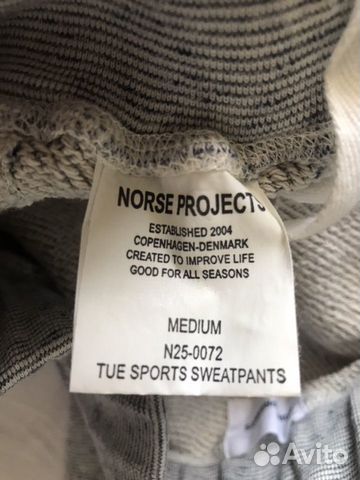 NORSE PROJECTS
ESTABLISHED 2004
COPENHAGEN-DENMARK
CREATED TO IMPROVE LIFE
GOOD FOR ALL SEASONS
MEDIUM
N25-0072
TUE SPORTS SWEATPANTS
Avito